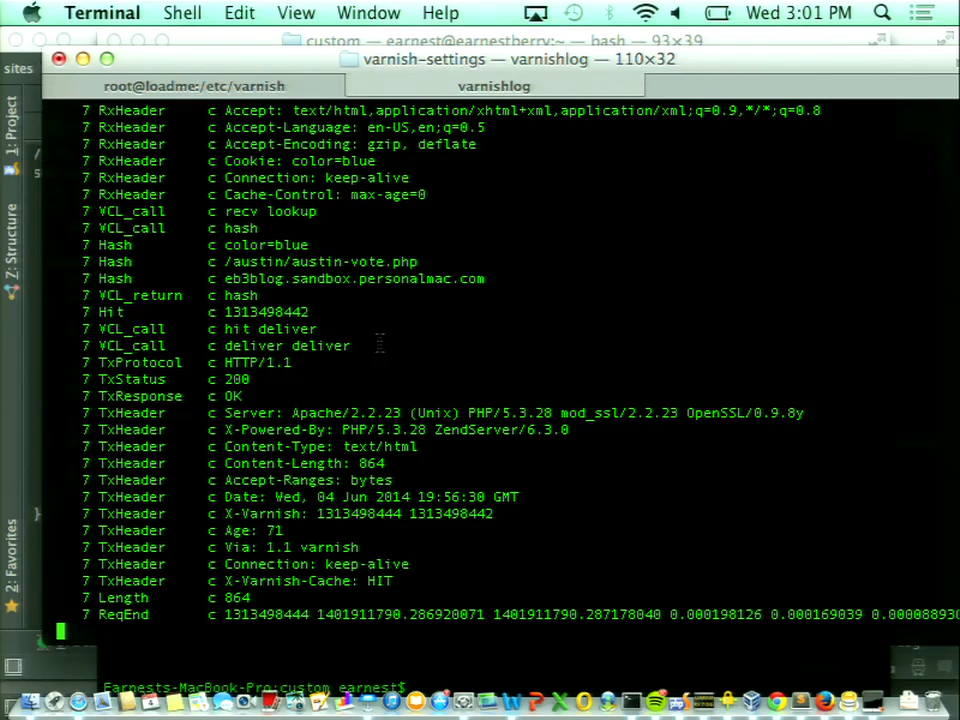 Terminal Shell Edit View Window Help Wed 3:01 PM
custom — earnest@earnestberry:~ — bash — 93×39
sites
varnish-settings — varnishlog — 110×32
root@loadme:/etc/varnish varnishlog
1: Project
Z: Structure
2: Favorites
7 RxHeader c Accept: text/html,application/xhtml+xml,application/xml;q=0.9,*/*;q=0.8
7 RxHeader c Accept-Language: en-US,en;q=0.5
7 RxHeader c Accept-Encoding: gzip, deflate
7 RxHeader c Cookie: color=blue
7 RxHeader c Connection: keep-alive
7 RxHeader c Cache-Control: max-age=0
7 VCL_call c recv lookup
7 VCL_call c hash
7 Hash c color=blue
7 Hash c /austin/austin-vote.php
7 Hash c eb3blog.sandbox.personalmac.com
7 VCL_return c hash
7 Hit c 1313498442
7 VCL_call c hit deliver
7 VCL_call c deliver deliver
7 TxProtocol c HTTP/1.1
7 TxStatus c 200
7 TxResponse c OK
7 TxHeader c Server: Apache/2.2.23 (Unix) PHP/5.3.28 mod_ssl/2.2.23 OpenSSL/0.9.8y
7 TxHeader c X-Powered-By: PHP/5.3.28 ZendServer/6.3.0
7 TxHeader c Content-Type: text/html
7 TxHeader c Content-Length: 864
7 TxHeader c Accept-Ranges: bytes
7 TxHeader c Date: Wed, 04 Jun 2014 19:56:30 GMT
7 TxHeader c X-Varnish: 1313498444 1313498442
7 TxHeader c Age: 71
7 TxHeader c Via: 1.1 varnish
7 TxHeader c Connection: keep-alive
7 TxHeader c X-Varnish-Cache: HIT
7 Length c 864
7 ReqEnd c 1313498444 1401911790.286920071 1401911790.287178040 0.000198126 0.000169039 0.000088930
Earnests-MacBook-Pro:custom earnest$